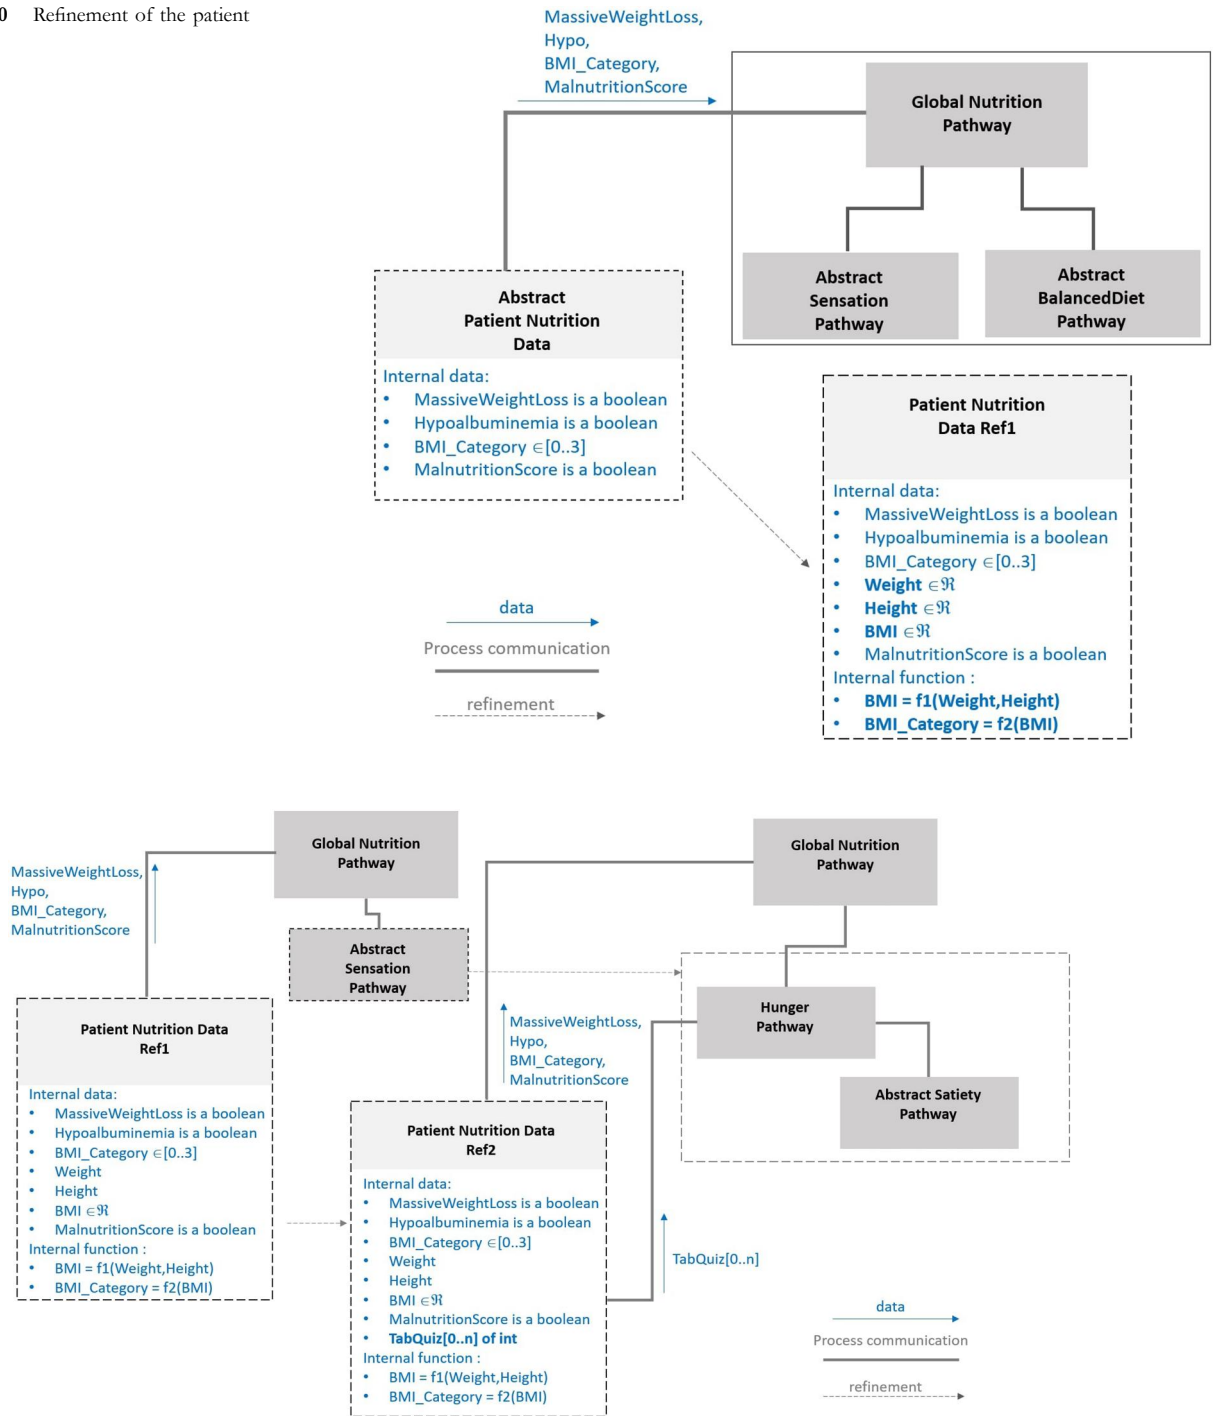 0 Refinement of the patient
MassiveWeightLoss,
Hypo,
BMI_Category,
MalnutritionScore
Global Nutrition
Pathway
Abstract
Sensation
Pathway
Abstract
BalancedDiet
Pathway
Abstract
Patient Nutrition
Data
Internal data:
• MassiveWeightLoss is a boolean
• Hypoalbuminemia is a boolean
• BMI_Category ∈[0..3]
• MalnutritionScore is a boolean
Patient Nutrition
Data Ref1
Internal data:
• MassiveWeightLoss is a boolean
• Hypoalbuminemia is a boolean
• BMI_Category ∈[0..3]
• Weight ∈ℜ
• Height ∈ℜ
• BMI ∈ℜ
• MalnutritionScore is a boolean
Internal function :
• BMI = f1(Weight,Height)
• BMI_Category = f2(BMI)
data
Process communication
refinement
Global Nutrition
Pathway
MassiveWeightLoss,
Hypo,
BMI_Category,
MalnutritionScore
Abstract
Sensation
Pathway
Patient Nutrition Data
Ref1
Internal data:
• MassiveWeightLoss is a boolean
• Hypoalbuminemia is a boolean
• BMI_Category ∈[0..3]
• Weight
• Height
• BMI ∈ℜ
• MalnutritionScore is a boolean
Internal function :
• BMI = f1(Weight,Height)
• BMI_Category = f2(BMI)
Global Nutrition
Pathway
MassiveWeightLoss,
Hypo,
BMI_Category,
MalnutritionScore
Hunger
Pathway
Abstract Satiety
Pathway
Patient Nutrition Data
Ref2
Internal data:
• MassiveWeightLoss is a boolean
• Hypoalbuminemia is a boolean
• BMI_Category ∈[0..3]
• Weight
• Height
• BMI ∈ℜ
• MalnutritionScore is a boolean
• TabQuiz[0..n] of int
Internal function :
• BMI = f1(Weight,Height)
• BMI_Category = f2(BMI)
TabQuiz[0..n]
data
Process communication
refinement